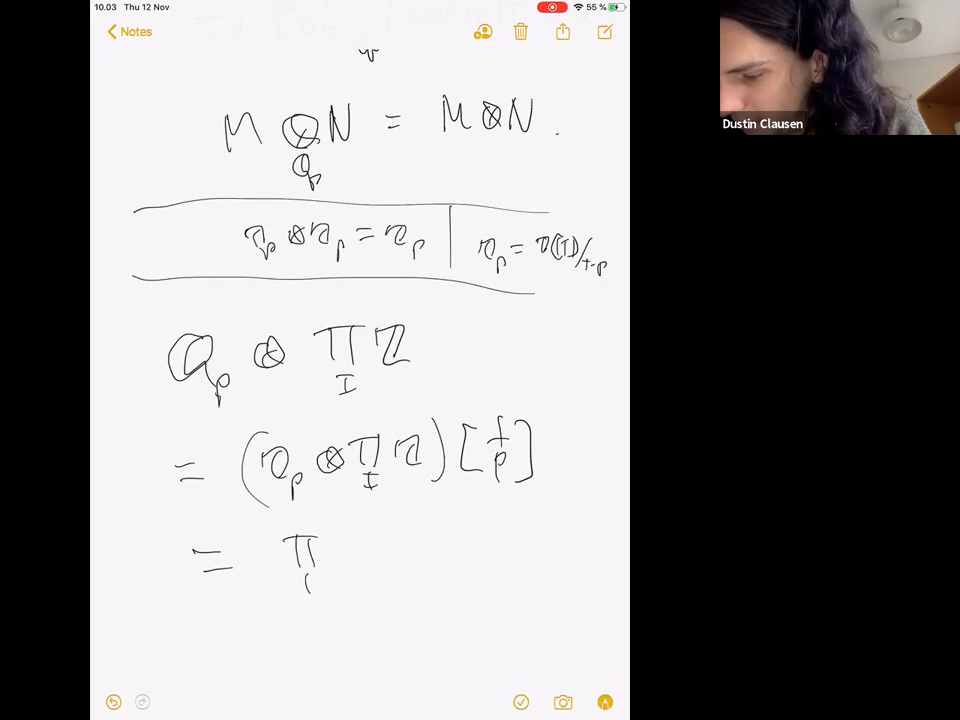 10.03 Thu 12 Nov
55 %
Notes
Dustin Clausen
M ⊗_{ℚ_p} N = M ⊗ N .
ℤ_p ⊗ ℤ_p = ℤ_p | ℤ_p = ℤ[[T]]/T-p
ℚ_p ⊗ ∏_I ℤ
= (ℤ_p ⊗ ∏_I ℤ) [1/p]
= ∏